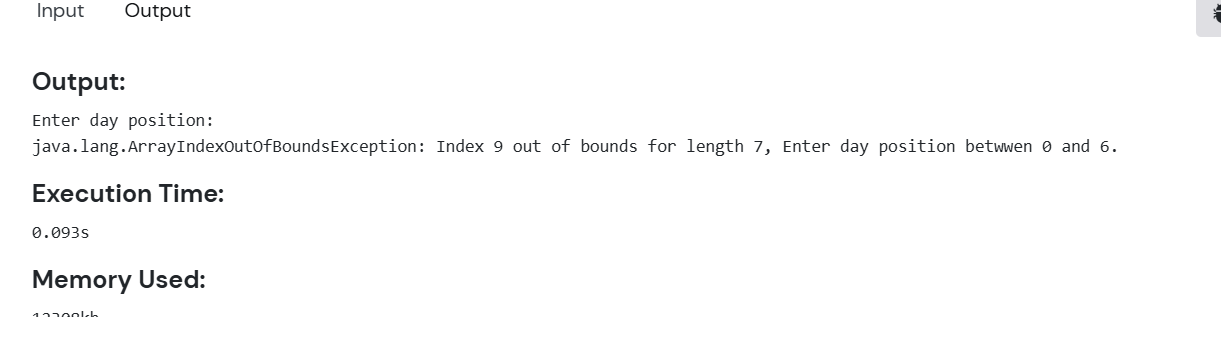 Input Output
Output:
Enter day position:
java.lang.ArrayIndexOutOfBoundsException: Index 9 out of bounds for length 7, Enter day position betwwen 0 and 6.
Execution Time:
0.093s
Memory Used: